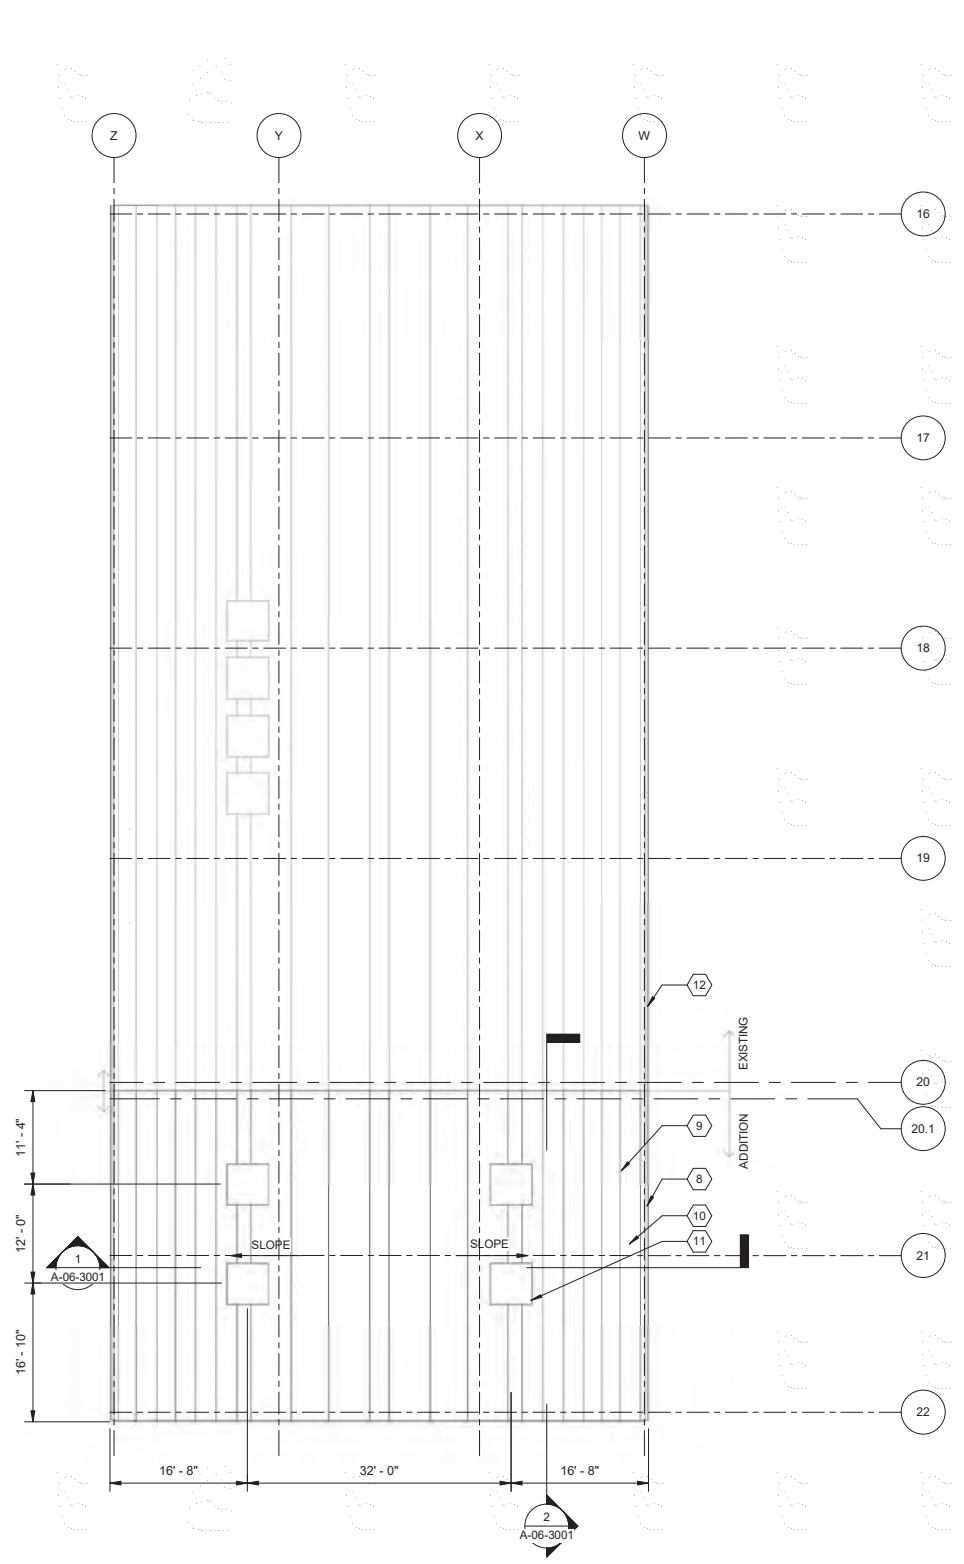 Z
Y
X
W
16
17
18
19
12
EXISTING
20
9
ADDITION
20.1
11' - 4"
8
10
12' - 0"
SLOPE
SLOPE
11
21
1
A-06-3001
16' - 10"
22
16' - 8"
32' - 0"
16' - 8"
2
A-06-3001